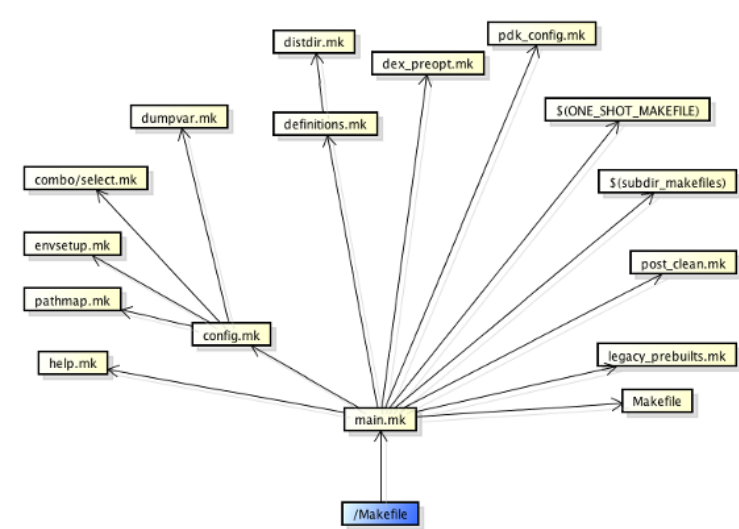 pdk_config.mk
distdir.mk
dex_preopt.mk
$(ONE_SHOT_MAKEFILE)
dumpvar.mk
definitions.mk
combo/select.mk
$(subdir_makefiles)
envsetup.mk
post_clean.mk
pathmap.mk
config.mk
legacy_prebuilts.mk
help.mk
Makefile
main.mk
/Makefile